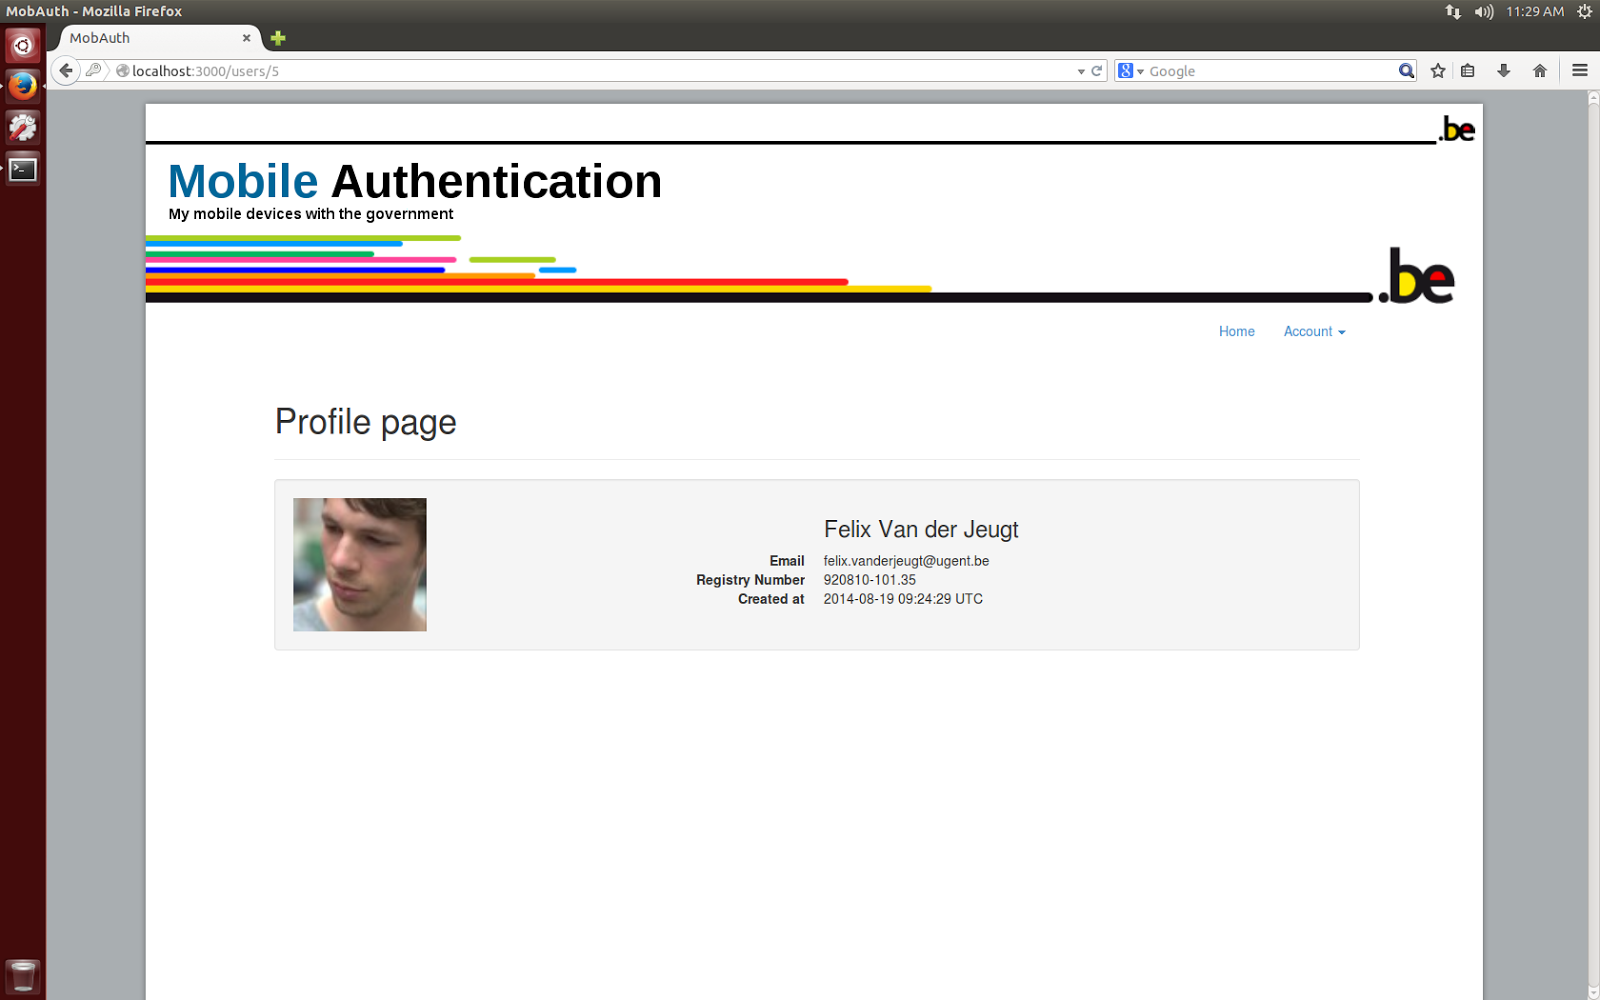 MobAuth - Mozilla Firefox
11:29 AM
MobAuth
localhost:3000/users/5
Google
.be
Mobile Authentication
My mobile devices with the government
.be
Home
Account
Profile page
Felix Van der Jeugt
Email felix.vanderjeugt@ugent.be
Registry Number 920810-101.35
Created at 2014-08-19 09:24:29 UTC